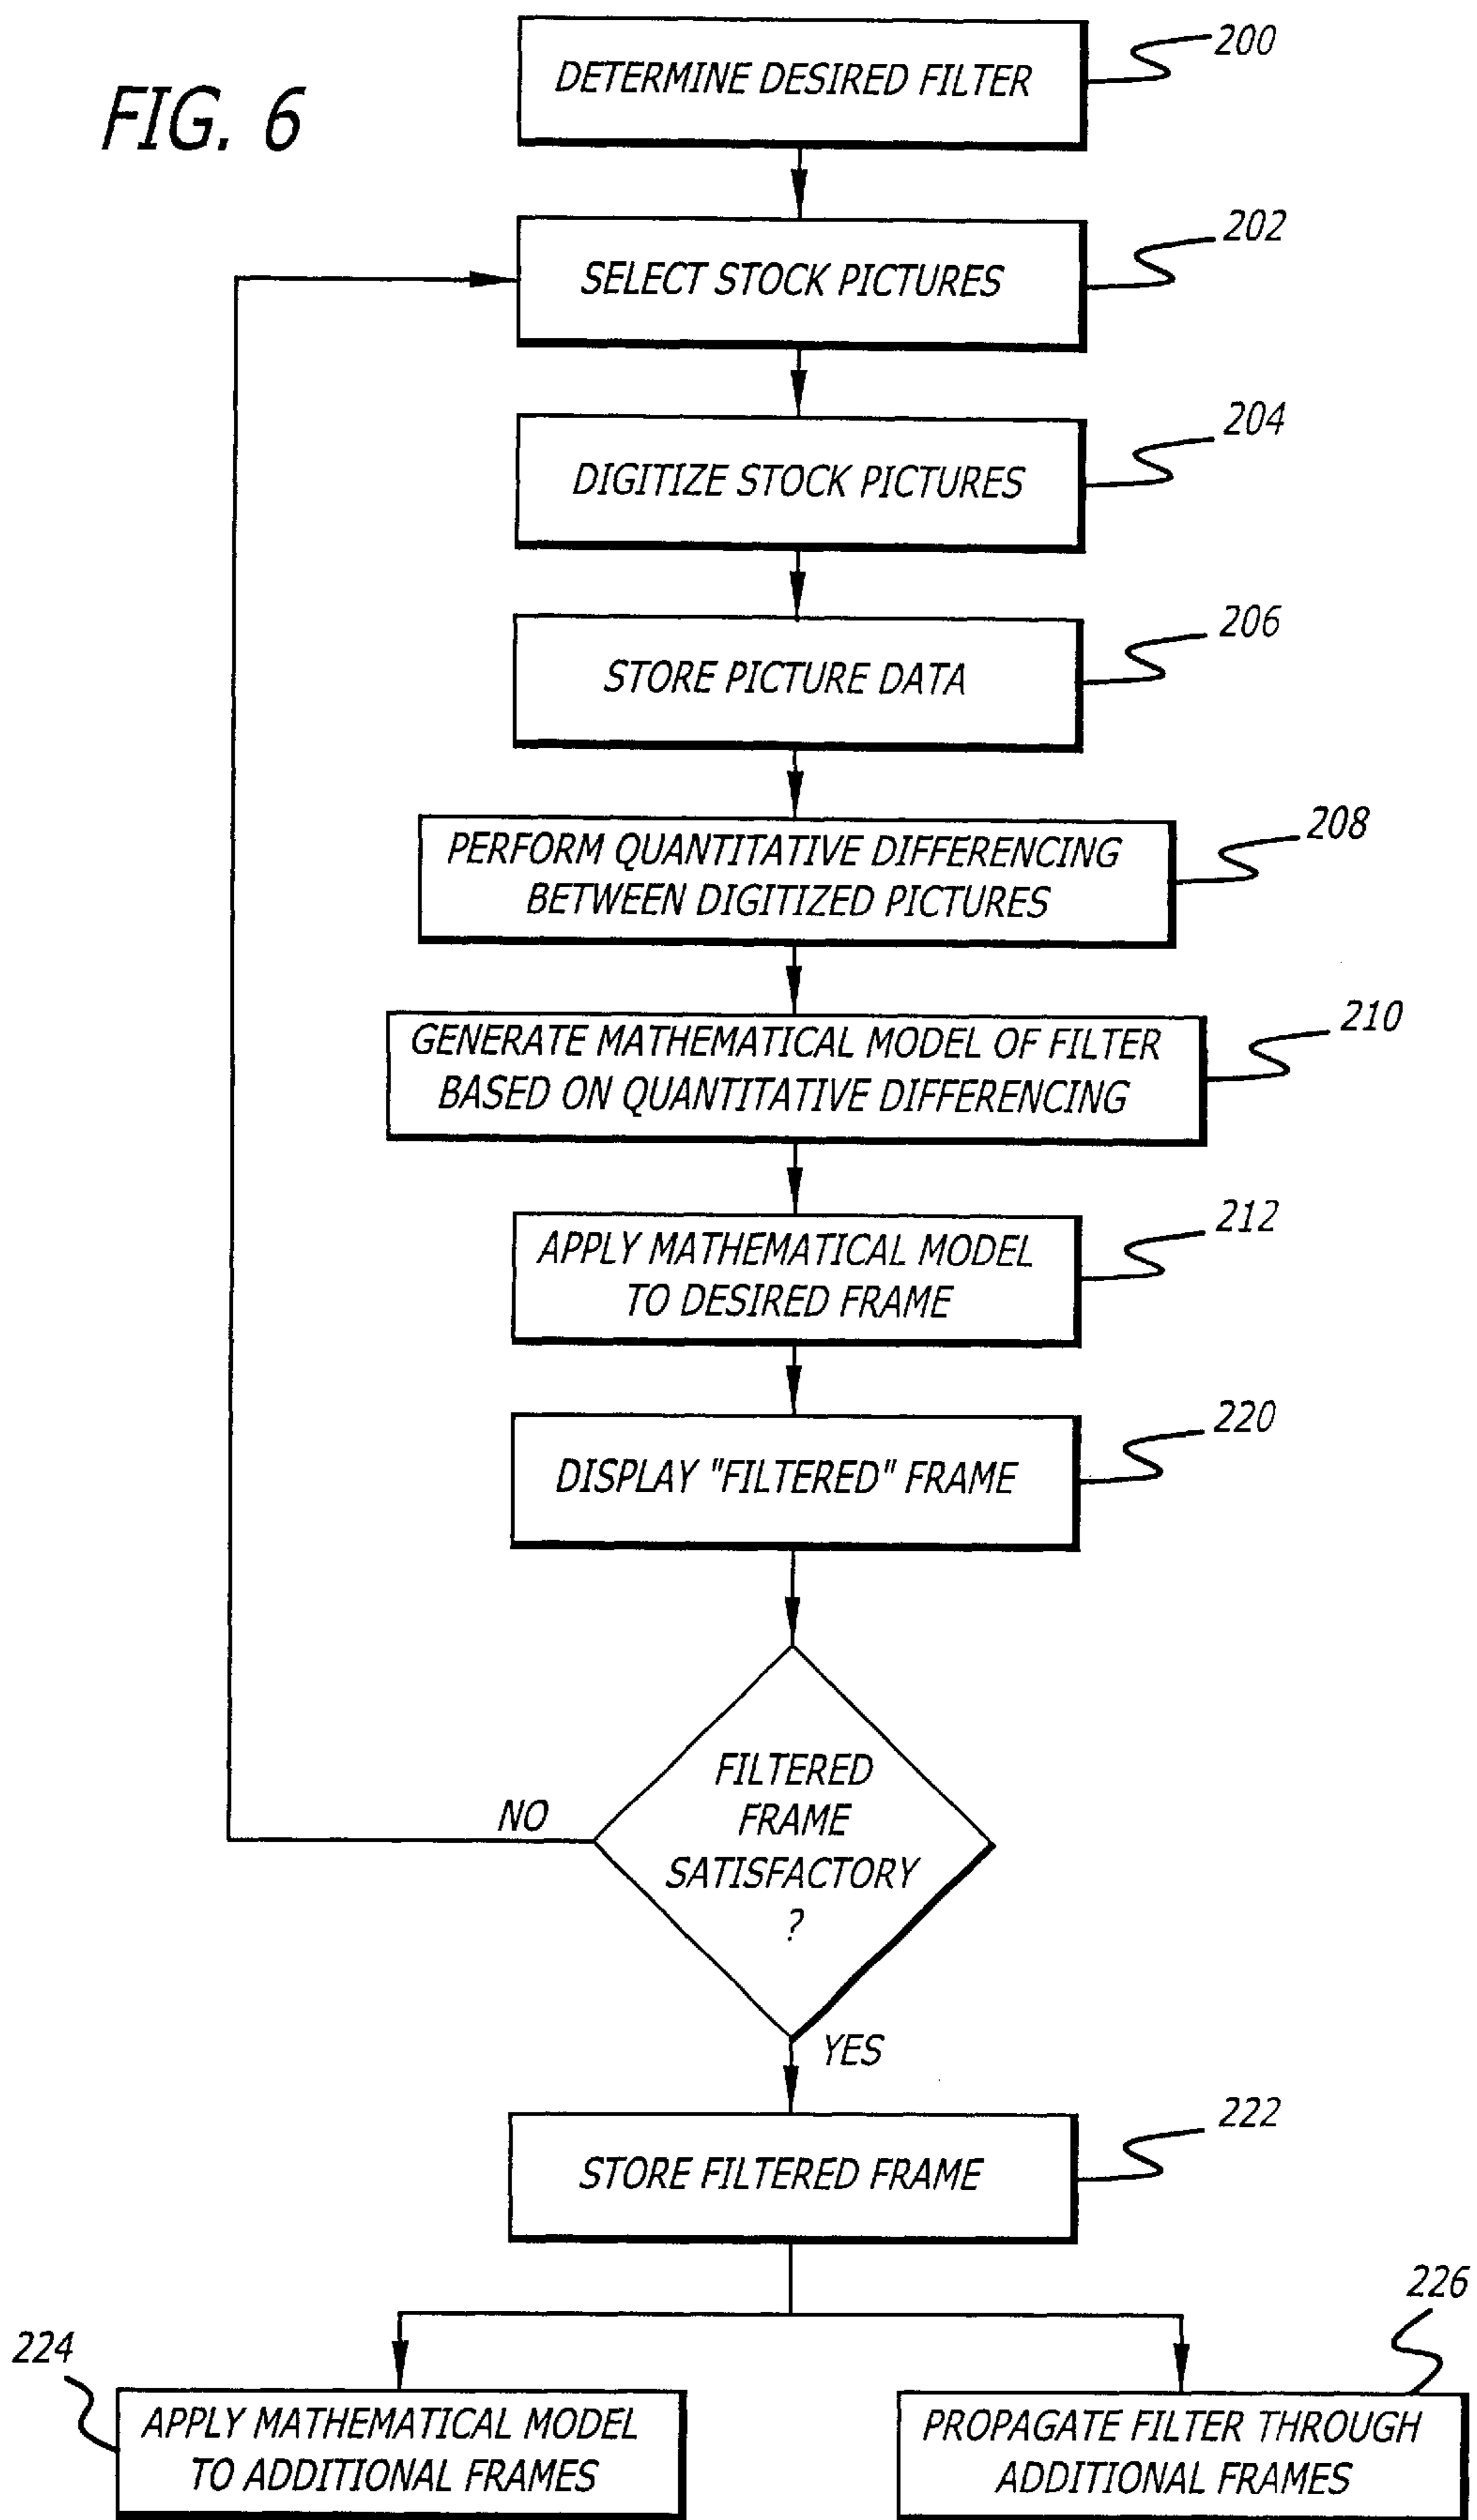 FIG. 6
DETERMINE DESIRED FILTER
200
SELECT STOCK PICTURES
202
DIGITIZE STOCK PICTURES
204
STORE PICTURE DATA
206
PERFORM QUANTITATIVE DIFFERENCING
BETWEEN DIGITIZED PICTURES
208
GENERATE MATHEMATICAL MODEL OF FILTER
BASED ON QUANTITATIVE DIFFERENCING
210
APPLY MATHEMATICAL MODEL
TO DESIRED FRAME
212
DISPLAY "FILTERED" FRAME
220
FILTERED
FRAME
SATISFACTORY
?
NO
YES
STORE FILTERED FRAME
222
224
APPLY MATHEMATICAL MODEL
TO ADDITIONAL FRAMES
226
PROPAGATE FILTER THROUGH
ADDITIONAL FRAMES